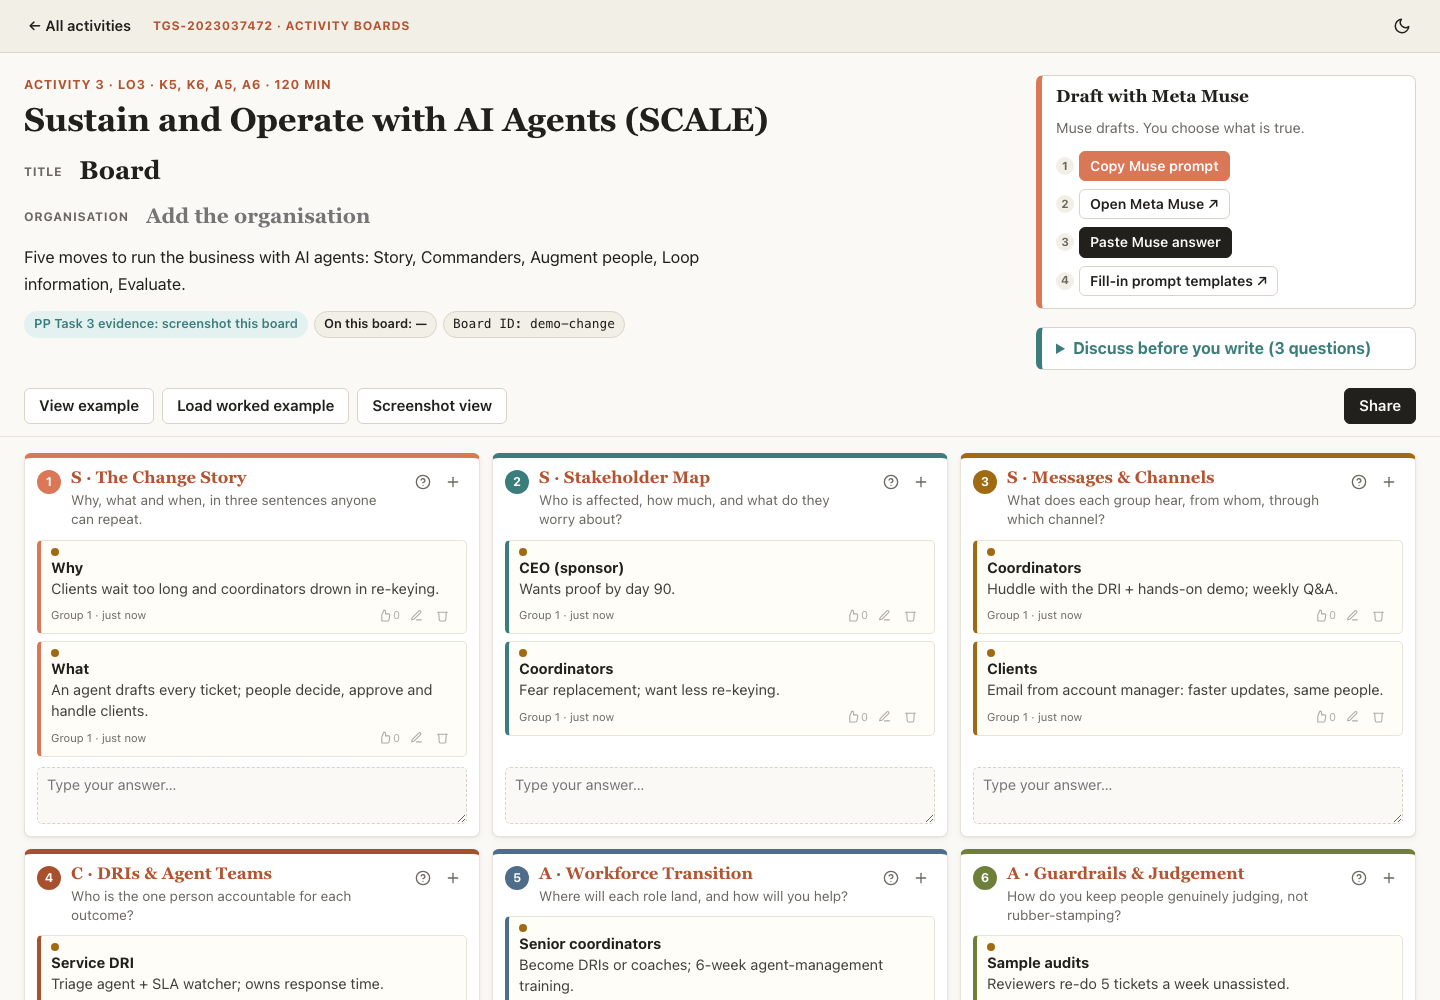 ← All activities
TGS-2023037472 · ACTIVITY BOARDS
ACTIVITY 3 · LO3 · K5, K6, A5, A6 · 120 MIN
Sustain and Operate with AI Agents (SCALE)
TITLE Board
ORGANISATION Add the organisation
Five moves to run the business with AI agents: Story, Commanders, Augment people, Loop
information, Evaluate.
PP Task 3 evidence: screenshot this board
On this board: —
Board ID: demo-change
Draft with Meta Muse
Muse drafts. You choose what is true.
1 Copy Muse prompt
2 Open Meta Muse ↗
3 Paste Muse answer
4 Fill-in prompt templates ↗
▶ Discuss before you write (3 questions)
View example
Load worked example
Screenshot view
Share
1 S · The Change Story
Why, what and when, in three sentences anyone
can repeat.
Why
Clients wait too long and coordinators drown in re-keying.
Group 1 · just now
0
What
An agent drafts every ticket; people decide, approve and
handle clients.
Group 1 · just now
0
Type your answer...
2 S · Stakeholder Map
Who is affected, how much, and what do they
worry about?
CEO (sponsor)
Wants proof by day 90.
Group 1 · just now
0
Coordinators
Fear replacement; want less re-keying.
Group 1 · just now
0
Type your answer...
3 S · Messages & Channels
What does each group hear, from whom, through
which channel?
Coordinators
Huddle with the DRI + hands-on demo; weekly Q&A.
Group 1 · just now
0
Clients
Email from account manager: faster updates, same people.
Group 1 · just now
0
Type your answer...
4 C · DRIs & Agent Teams
Who is the one person accountable for each
outcome?
Service DRI
Triage agent + SLA watcher; owns response time.
5 A · Workforce Transition
Where will each role land, and how will you help?
Senior coordinators
Become DRIs or coaches; 6-week agent-management
training.
6 A · Guardrails & Judgement
How do you keep people genuinely judging, not
rubber-stamping?
Sample audits
Reviewers re-do 5 tickets a week unassisted.